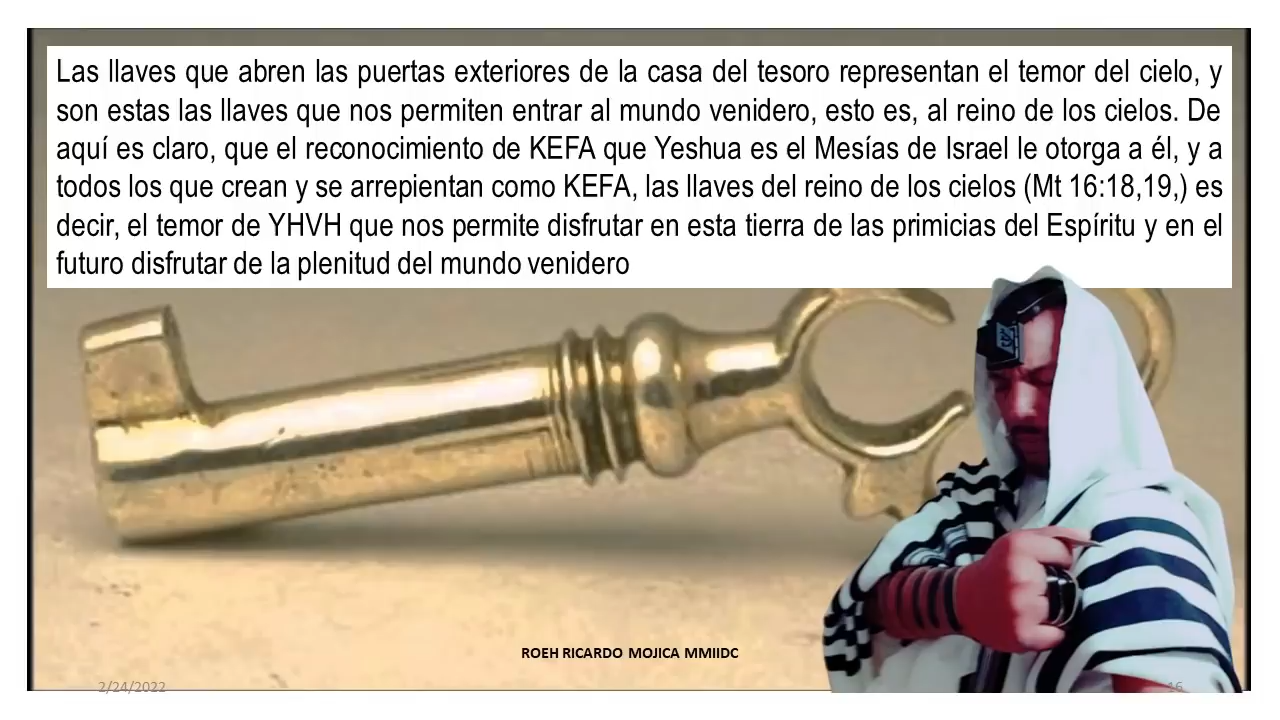 Las llaves que abren las puertas exteriores de la casa del tesoro representan el temor del cielo, y
son estas las llaves que nos permiten entrar al mundo venidero, esto es, al reino de los cielos. De
aquí es claro, que el reconocimiento de KEFA que Yeshua es el Mesías de Israel le otorga a él, y a
todos los que crean y se arrepientan como KEFA, las llaves del reino de los cielos (Mt 16:18,19,) es
decir, el temor de YHVH que nos permite disfrutar en esta tierra de las primicias del Espíritu y en el
futuro disfrutar de la plenitud del mundo venidero
ROEH RICARDO MOJICA MMIIDC
2/24/2022
16